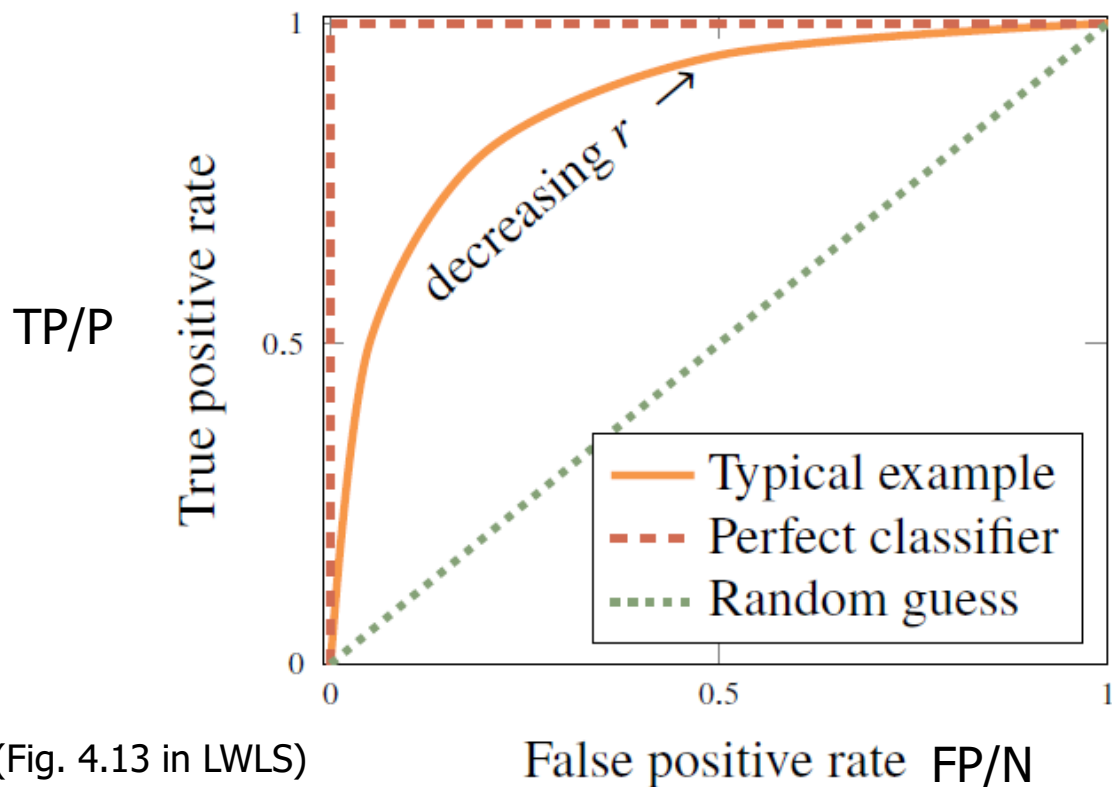 1
decreasing r →
True positive rate
TP/P
0.5
Typical example
Perfect classifier
Random guess
0
0
0.5
1
(Fig. 4.13 in LWLS)
False positive rate FP/N